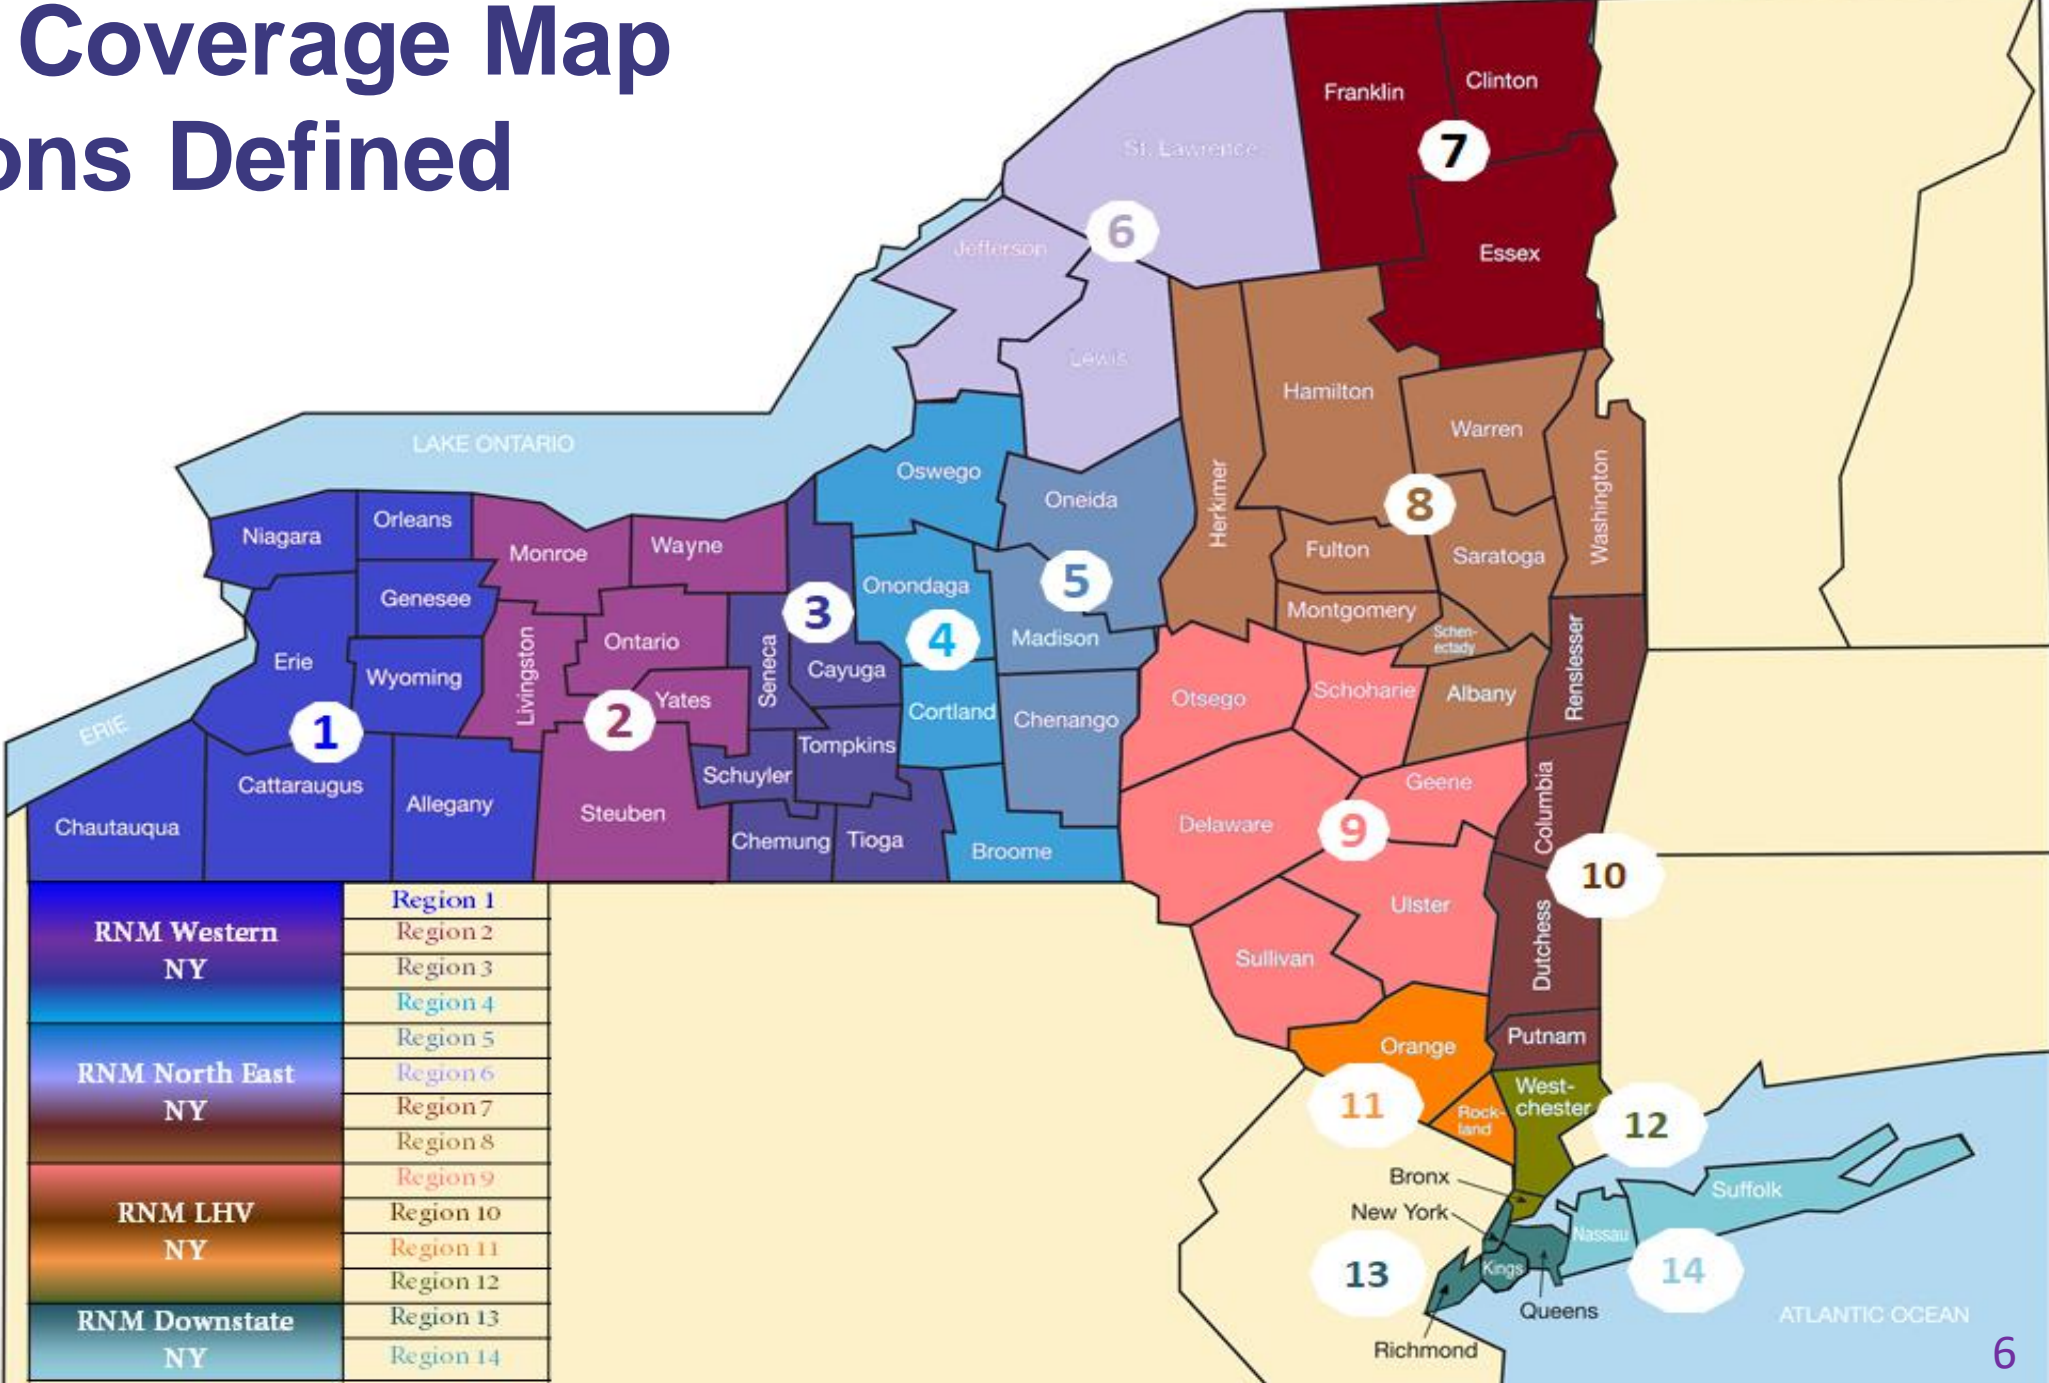 Coverage Map
ons Defined
Franklin
Clinton
7
St. Lawrence
6
Jefferson
Essex
Lewis
Hamilton
Warren
LAKE ONTARIO
Oswego
Oneida
Herkimer
8
Washington
Niagara
Orleans
Monroe
Wayne
Fulton
Saratoga
Genesee
3
Onondaga
5
Montgomery
Erie
Wyoming
Livingston
Ontario
Seneca
Cayuga
4
Madison
Schen-
ectady
Renslesser
1
2
Yates
Cortland
Chenango
Otsego
Schoharie
Albany
ERIE
Tompkins
Schuyler
Cattaraugus
Allegany
Steuben
Chautauqua
Chemung
Tioga
Broome
Delaware
9
Geene
Columbia
10
Ulster
Dutchess
Sullivan
Putnam
Orange
11
Rock-
land
West-
chester
12
Bronx
New York
Suffolk
Nassau
13
Kings
14
Queens
Richmond
ATLANTIC OCEAN
RNM Western
NY
Region 1
Region 2
Region 3
Region 4
RNM North East
NY
Region 5
Region 6
Region 7
Region 8
RNM LHV
NY
Region 9
Region 10
Region 11
Region 12
RNM Downstate
NY
Region 13
Region 14
6